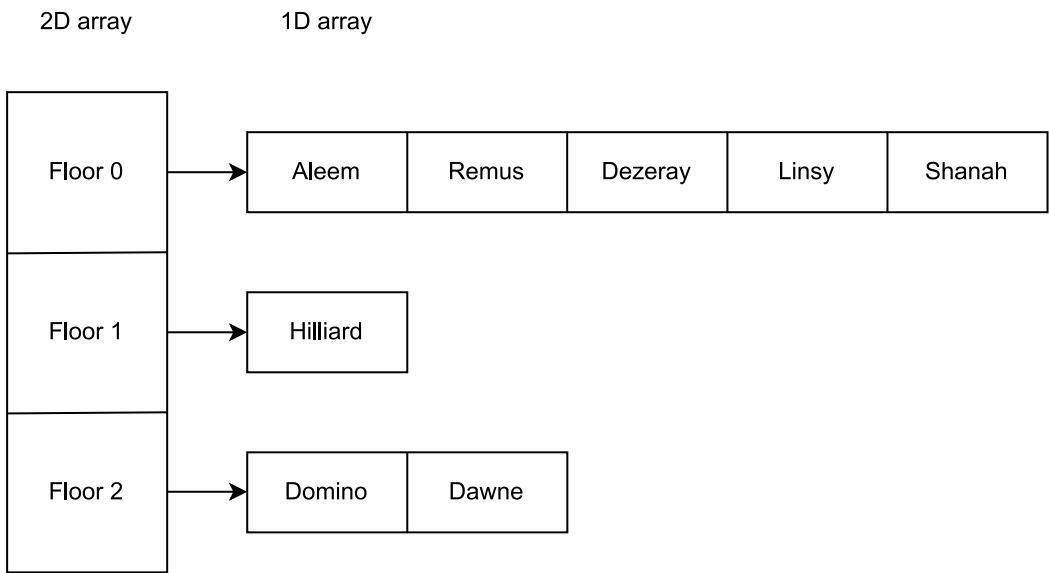 2D array 1D array
Floor 0 Aleem Remus Dezeray Linsy Shanah
Floor 1 Hilliard
Floor 2 Domino Dawne